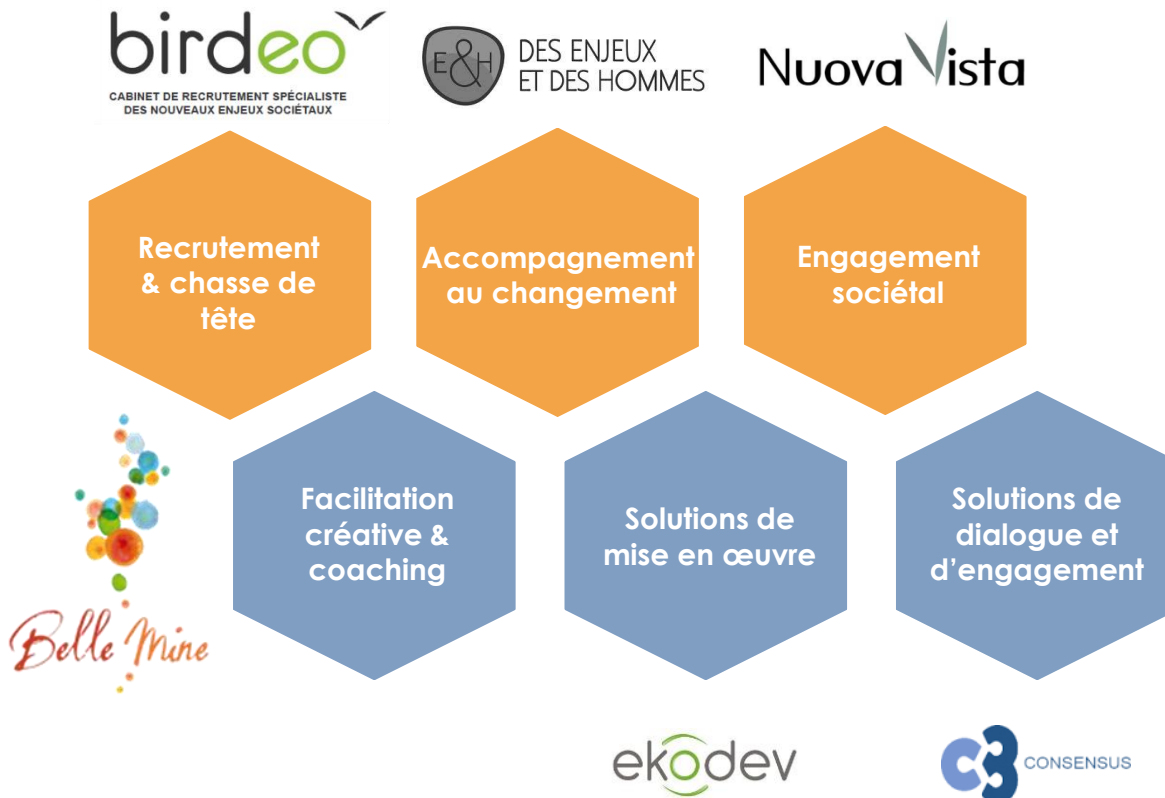 birdeo
CABINET DE RECRUTEMENT SPÉCIALISTE
DES NOUVEAUX ENJEUX SOCIÉTAUX
E&H
DES ENJEUX
ET DES HOMMES
Nuova Vista
Recrutement
& chasse de
tête
Accompagnement
au changement
Engagement
sociétal
Facilitation
créative &
coaching
Solutions de
mise en œuvre
Solutions de
dialogue et
d’engagement
Belle Mine
ekodev
C3 CONSENSUS